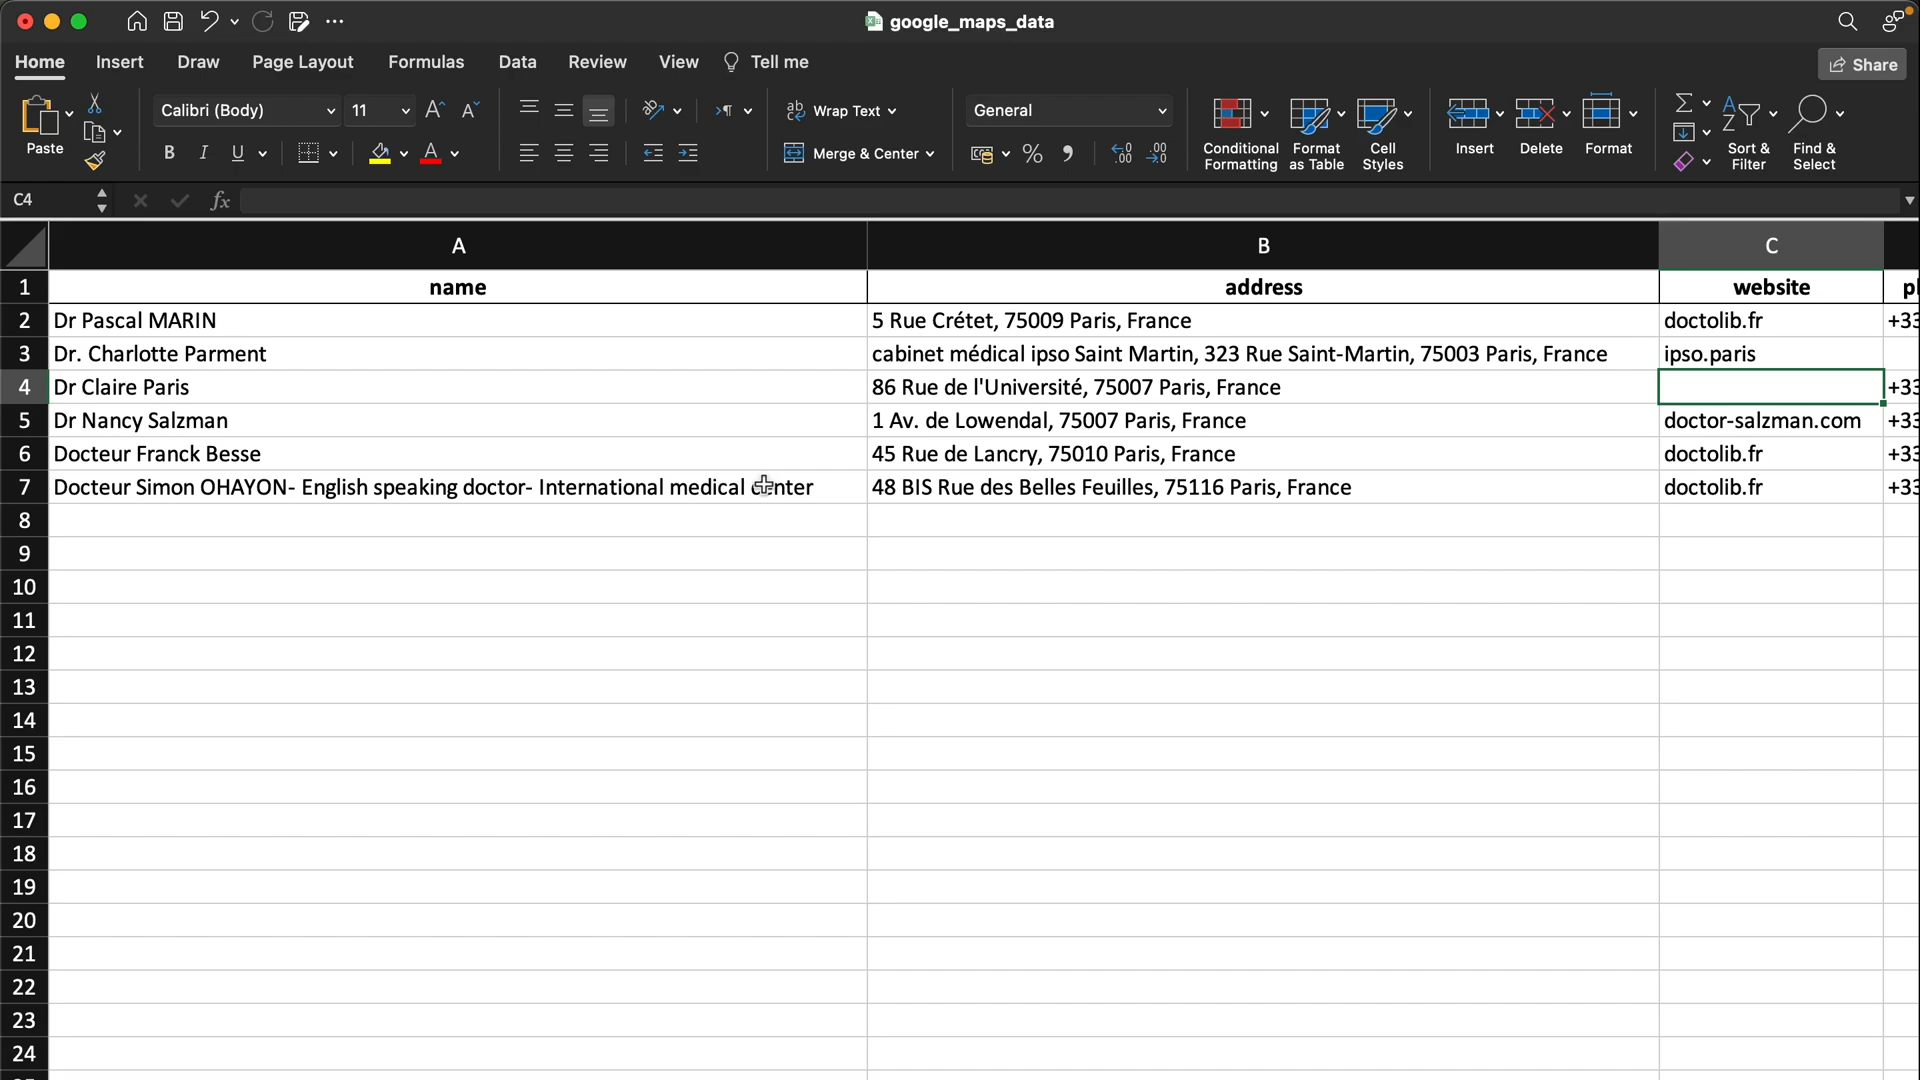 google_maps_data
Home Insert Draw Page Layout Formulas Data Review View Tell me
Share
Paste
Calibri (Body) 11
B I U
Wrap Text
Merge & Center
General
Conditional Formatting
Format as Table
Cell Styles
Insert
Delete
Format
Sort & Filter
Find & Select
C4 fx
A B C
1 name address website
2 Dr Pascal MARIN 5 Rue Crétet, 75009 Paris, France doctolib.fr +33
3 Dr. Charlotte Parment cabinet médical ipso Saint Martin, 323 Rue Saint-Martin, 75003 Paris, France ipso.paris
4 Dr Claire Paris 86 Rue de l'Université, 75007 Paris, France +33
5 Dr Nancy Salzman 1 Av. de Lowendal, 75007 Paris, France doctor-salzman.com +33
6 Docteur Franck Besse 45 Rue de Lancry, 75010 Paris, France doctolib.fr +33
7 Docteur Simon OHAYON- English speaking doctor- International medical center 48 BIS Rue des Belles Feuilles, 75116 Paris, France doctolib.fr +33
8
9
10
11
12
13
14
15
16
17
18
19
20
21
22
23
24